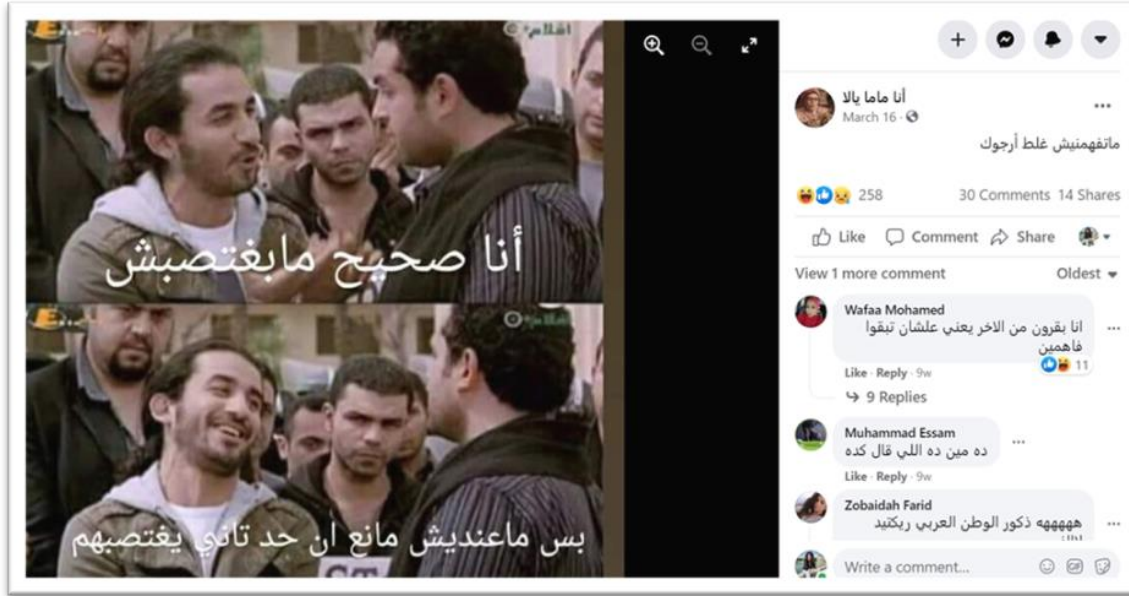 افلام
أنا صحيح مابغتصبش
افلام
بس ماعنديش مانع ان حد تاني يغتصبهم
أنا ماما يالا
March 16
ماتفهمنيش غلط أرجوك
258
30 Comments 14 Shares
Like Comment Share
View 1 more comment
Oldest
Wafaa Mohamed
انا بقرون من الاخر يعني علشان تبقوا
فاهمين
11
Like · Reply · 9w
9 Replies
Muhammad Essam
ده مين ده اللي قال كده
Like · Reply · 9w
Zobaidah Farid
هههههه ذكور الوطن العربي ريكتيد
Write a comment...
GIF